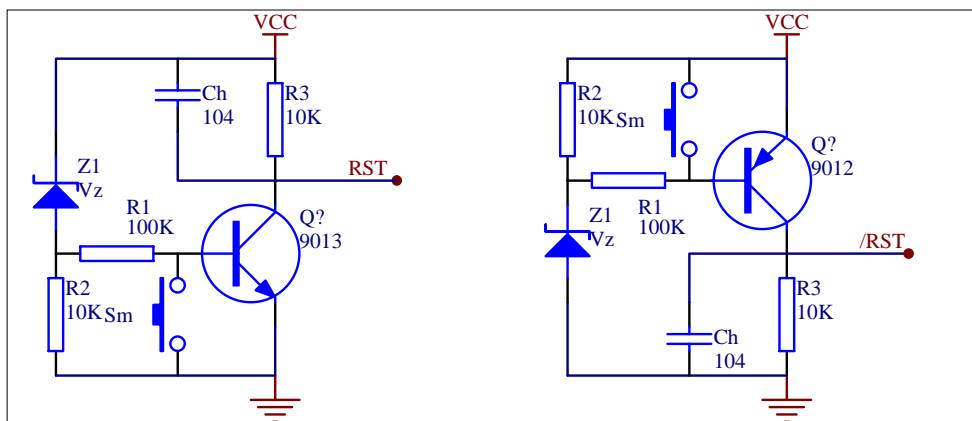 VCC
Ch
104
R3
10K
RST
Z1
Vz
R1
100K
Q?
9013
R2
10K
Sm
VCC
R2
10K
Sm
Q?
9012
R1
100K
Z1
Vz
/RST
R3
10K
Ch
104